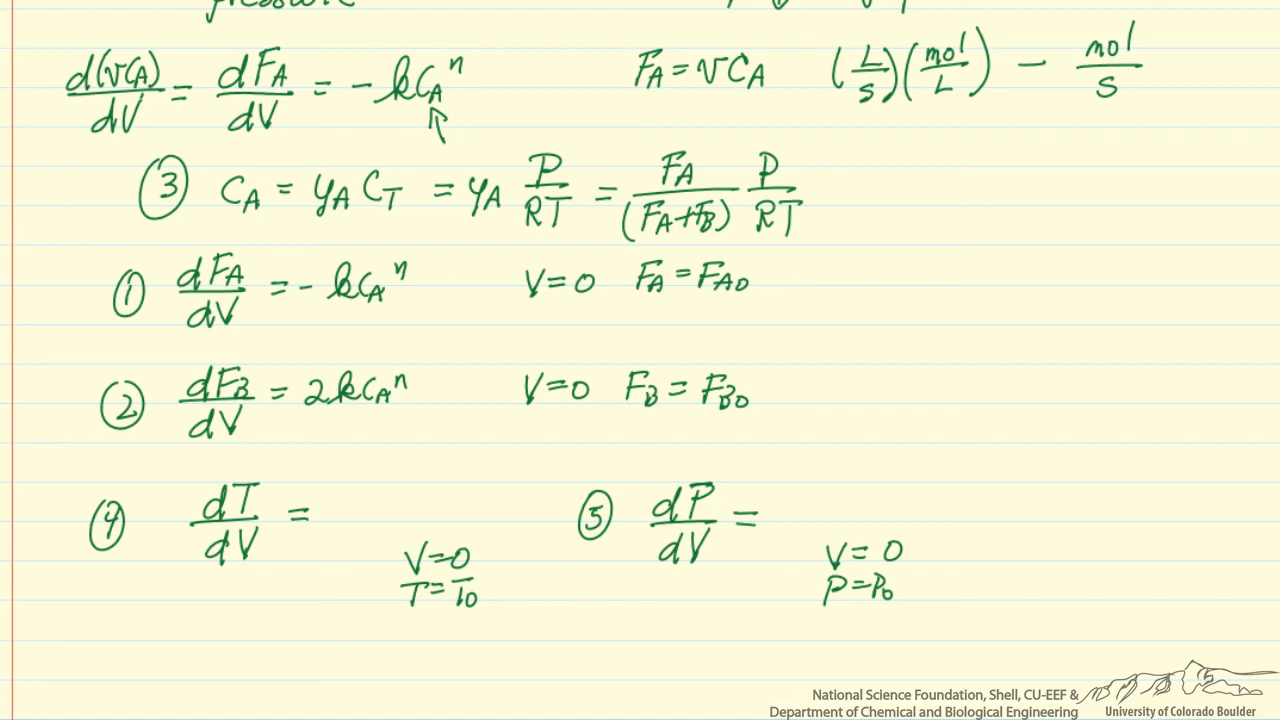 pressure
d(vC_A)/dV = dF_A/dV = -kC_A^n    F_A = vC_A    (L/s)(mol/L) - mol/s
↑
③ C_A = y_A C_T = y_A P/RT = F_A/(F_A+F_B) P/RT
① dF_A/dV = -kC_A^n    V=0    F_A = F_A0
② dF_B/dV = 2kC_A^n    V=0    F_B = F_B0
④ dT/dV =    ⑤ dP/dV =
V=0    V=0
T=T0    P=P0
National Science Foundation, Shell, CU-EEF &
Department of Chemical and Biological Engineering    University of Colorado Boulder